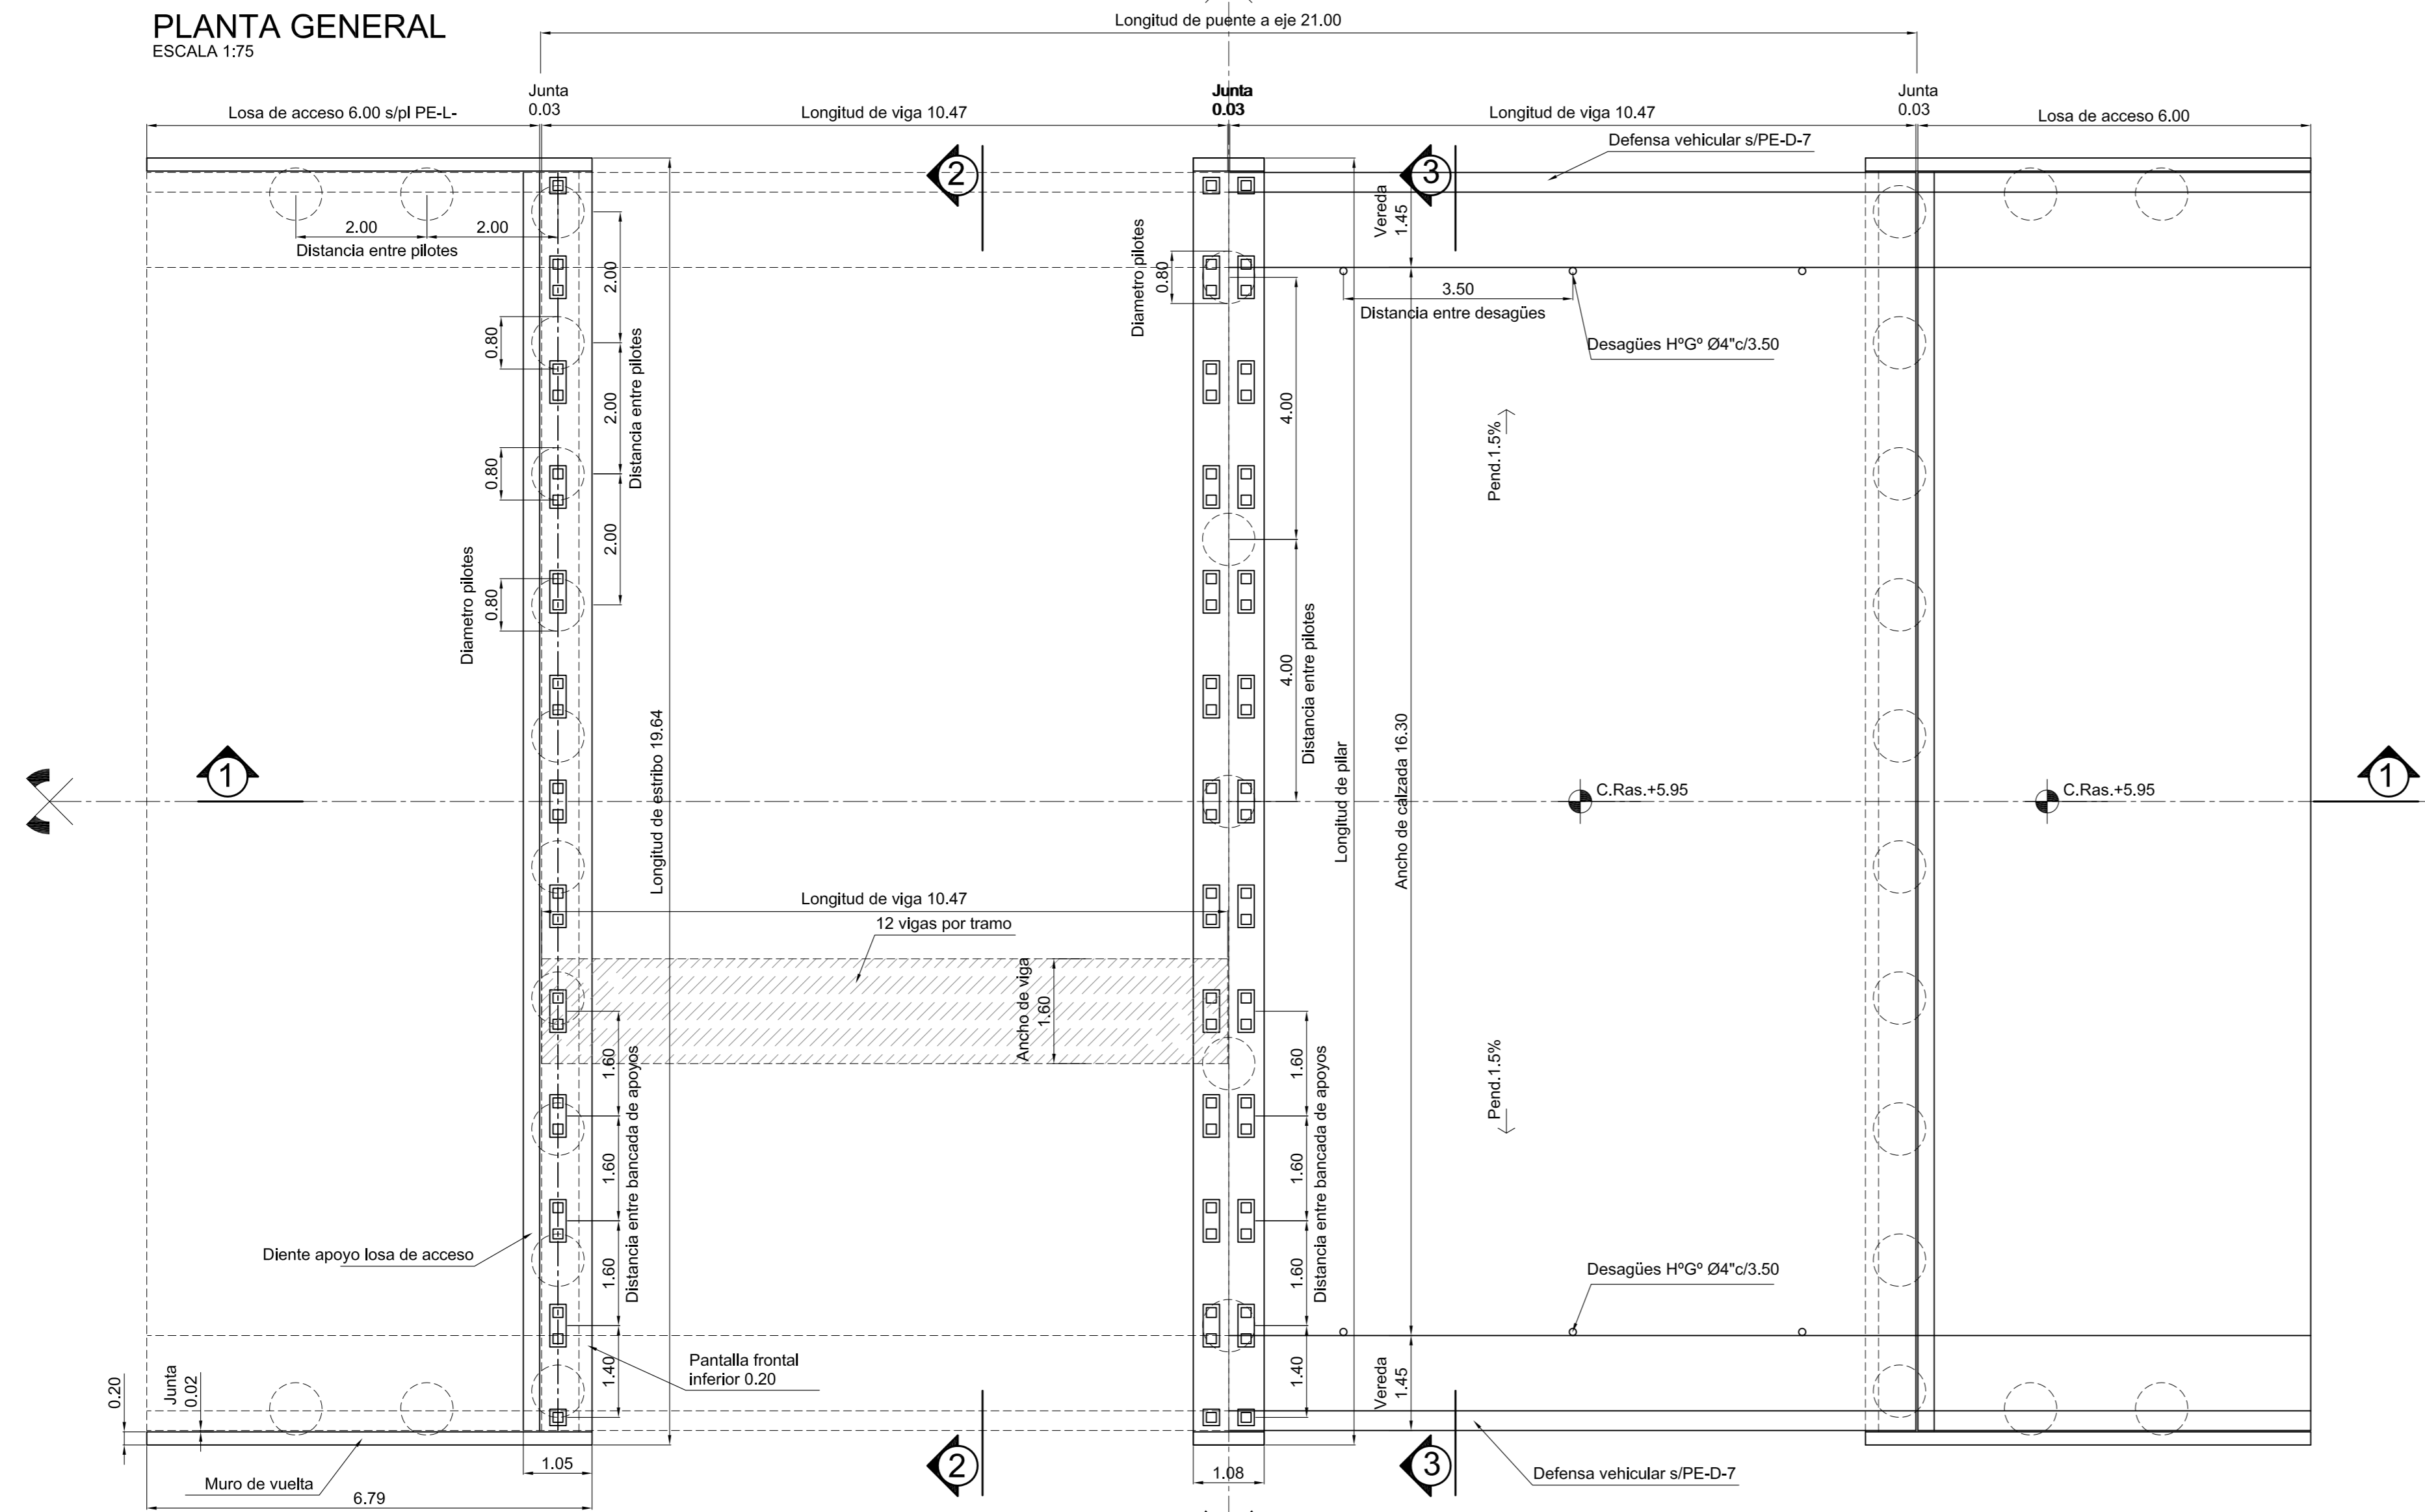 PLANTA GENERAL
ESCALA 1:75
Longitud de puente a eje 21.00
Junta
0.03
Junta
0.03
Junta
0.03
Losa de acceso 6.00 s/pl PE-L-
Longitud de viga 10.47
Longitud de viga 10.47
Losa de acceso 6.00
Defensa vehicular s/PE-D-7
2
3
Vereda
1.45
2.00
2.00
Distancia entre pilotes
2.00
2.00
2.00
Distancia entre pilotes
0.80
0.80
0.80
Diametro pilotes
Diametro pilotes
0.80
3.50
Distancia entre desagües
Desagües HºGº Ø4"c/3.50
4.00
4.00
Distancia entre pilotes
Pend.1.5%
Longitud de estribo 19.64
Longitud de pilar
Ancho de calzada 16.30
1
C.Ras.+5.95
C.Ras.+5.95
1
Longitud de viga 10.47
12 vigas por tramo
Ancho de viga
1.60
1.60
1.60
1.60
1.40
Distancia entre bancada de apoyos
1.60
1.60
1.60
1.40
Distancia entre bancada de apoyos
Pend.1.5%
Diente apoyo losa de acceso
Desagües HºGº Ø4"c/3.50
Pantalla frontal
inferior 0.20
Vereda
1.45
0.20
Junta
0.02
Muro de vuelta
1.05
6.79
2
1.08
3
Defensa vehicular s/PE-D-7